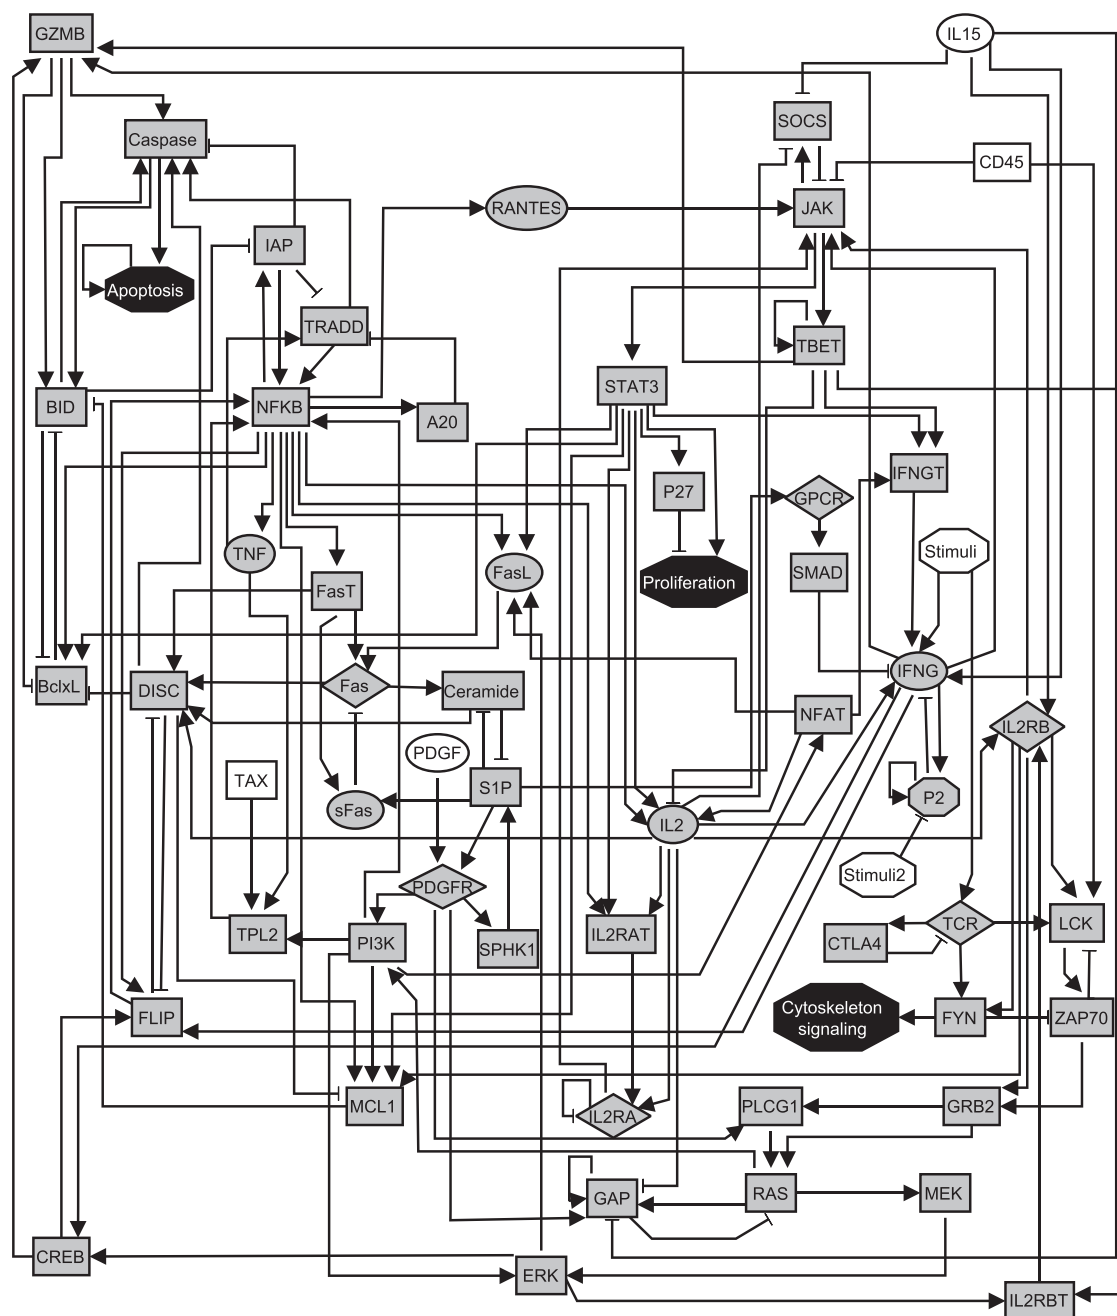 GZMB
IL15
SOCS
Caspase
CD45
RANTES
JAK
IAP
Apoptosis
TRADD
TBET
STAT3
BID
NFKB
A20
IFNGT
P27
GPCR
TNF
Stimuli
FasL
SMAD
Proliferation
FasT
IFNG
BclxL
DISC
Fas
Ceramide
NFAT
IL2RB
PDGF
TAX
S1P
P2
sFas
IL2
Stimuli2
PDGFR
TCR
LCK
TPL2
PI3K
SPHK1
IL2RAT
CTLA4
Cytoskeleton
signaling
FLIP
FYN
ZAP70
MCL1
IL2RA
PLCG1
GRB2
GAP
RAS
MEK
CREB
ERK
IL2RBT